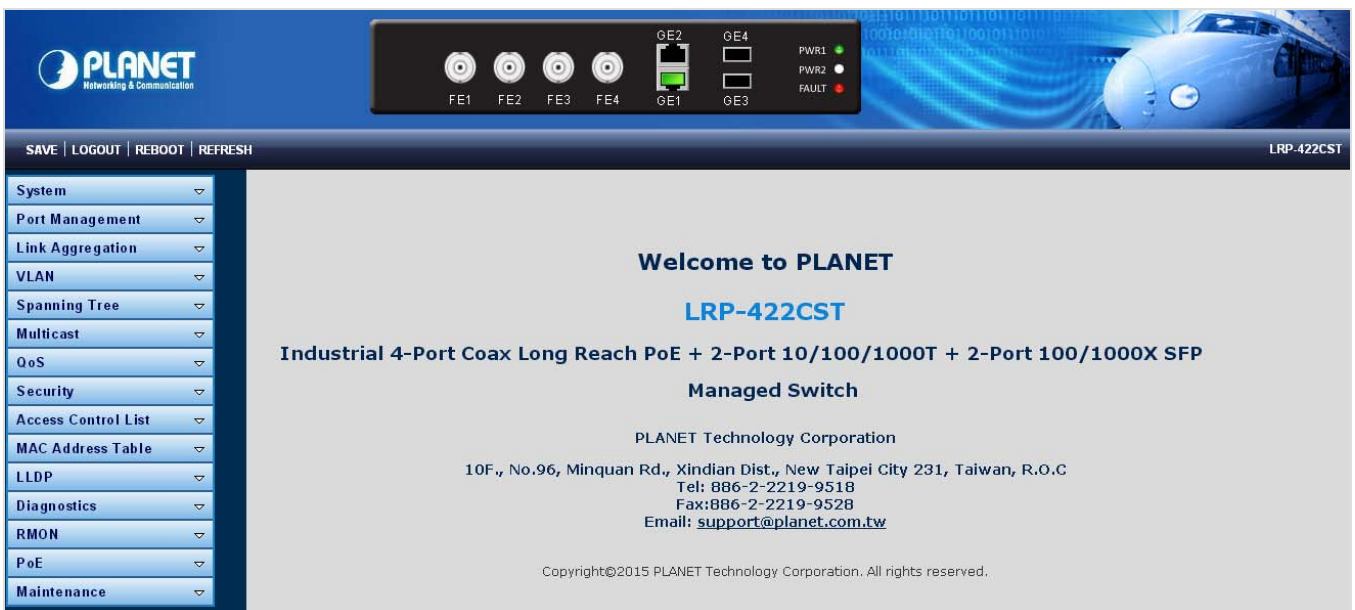 PLANET
Networking & Communication
GE2 GE4
PWR1
PWR2
FAULT
FE1 FE2 FE3 FE4 GE1 GE3
SAVE | LOGOUT | REBOOT | REFRESH
LRP-422CST
System
Port Management
Link Aggregation
VLAN
Spanning Tree
Multicast
QoS
Security
Access Control List
MAC Address Table
LLDP
Diagnostics
RMON
PoE
Maintenance
Welcome to PLANET
LRP-422CST
Industrial 4-Port Coax Long Reach PoE + 2-Port 10/100/1000T + 2-Port 100/1000X SFP
Managed Switch
PLANET Technology Corporation
10F., No.96, Minquan Rd., Xindian Dist., New Taipei City 231, Taiwan, R.O.C
Tel: 886-2-2219-9518
Fax:886-2-2219-9528
Email: support@planet.com.tw
Copyright©2015 PLANET Technology Corporation. All rights reserved.